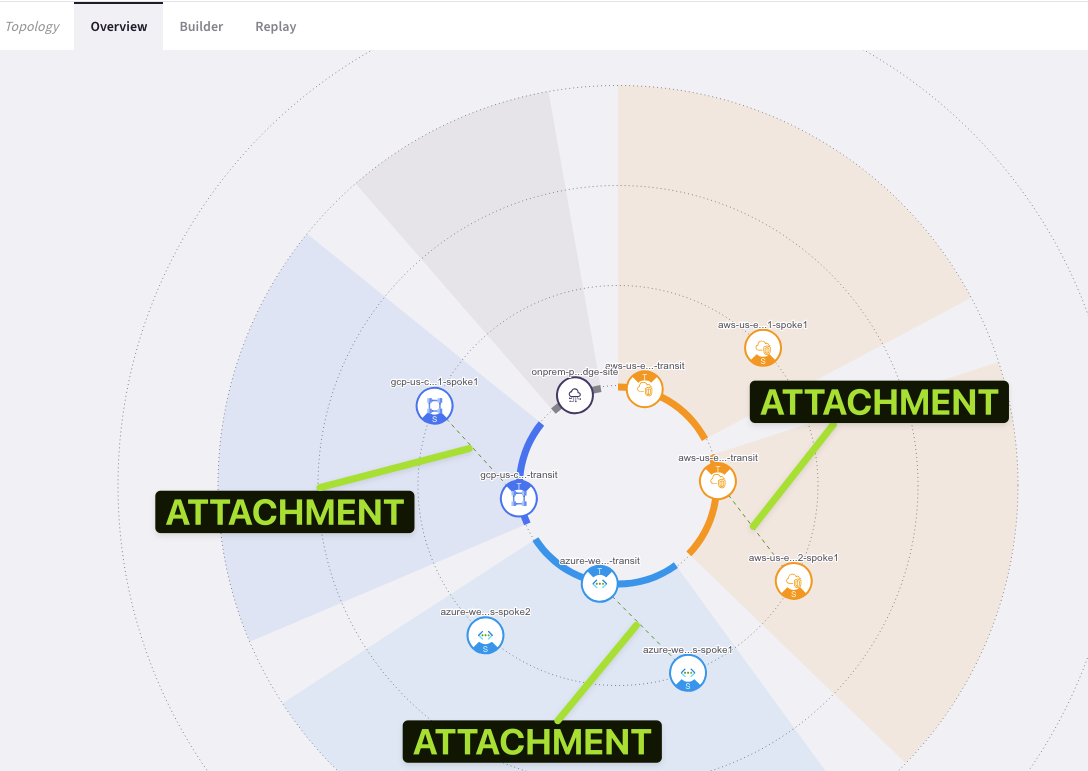 Topology Overview Builder Replay
aws-us-e...1-spoke1
aws-us-e...-transit
onprem-p...dge-site
gcp-us-c...1-spoke1
T
S
ATTACHMENT
S
aws-us-e...-transit
T
gcp-us-c...-transit
T
ATTACHMENT
aws-us-e...2-spoke1
azure-we...-transit
T
S
azure-we...s-spoke2
S
azure-we...s-spoke1
S
ATTACHMENT